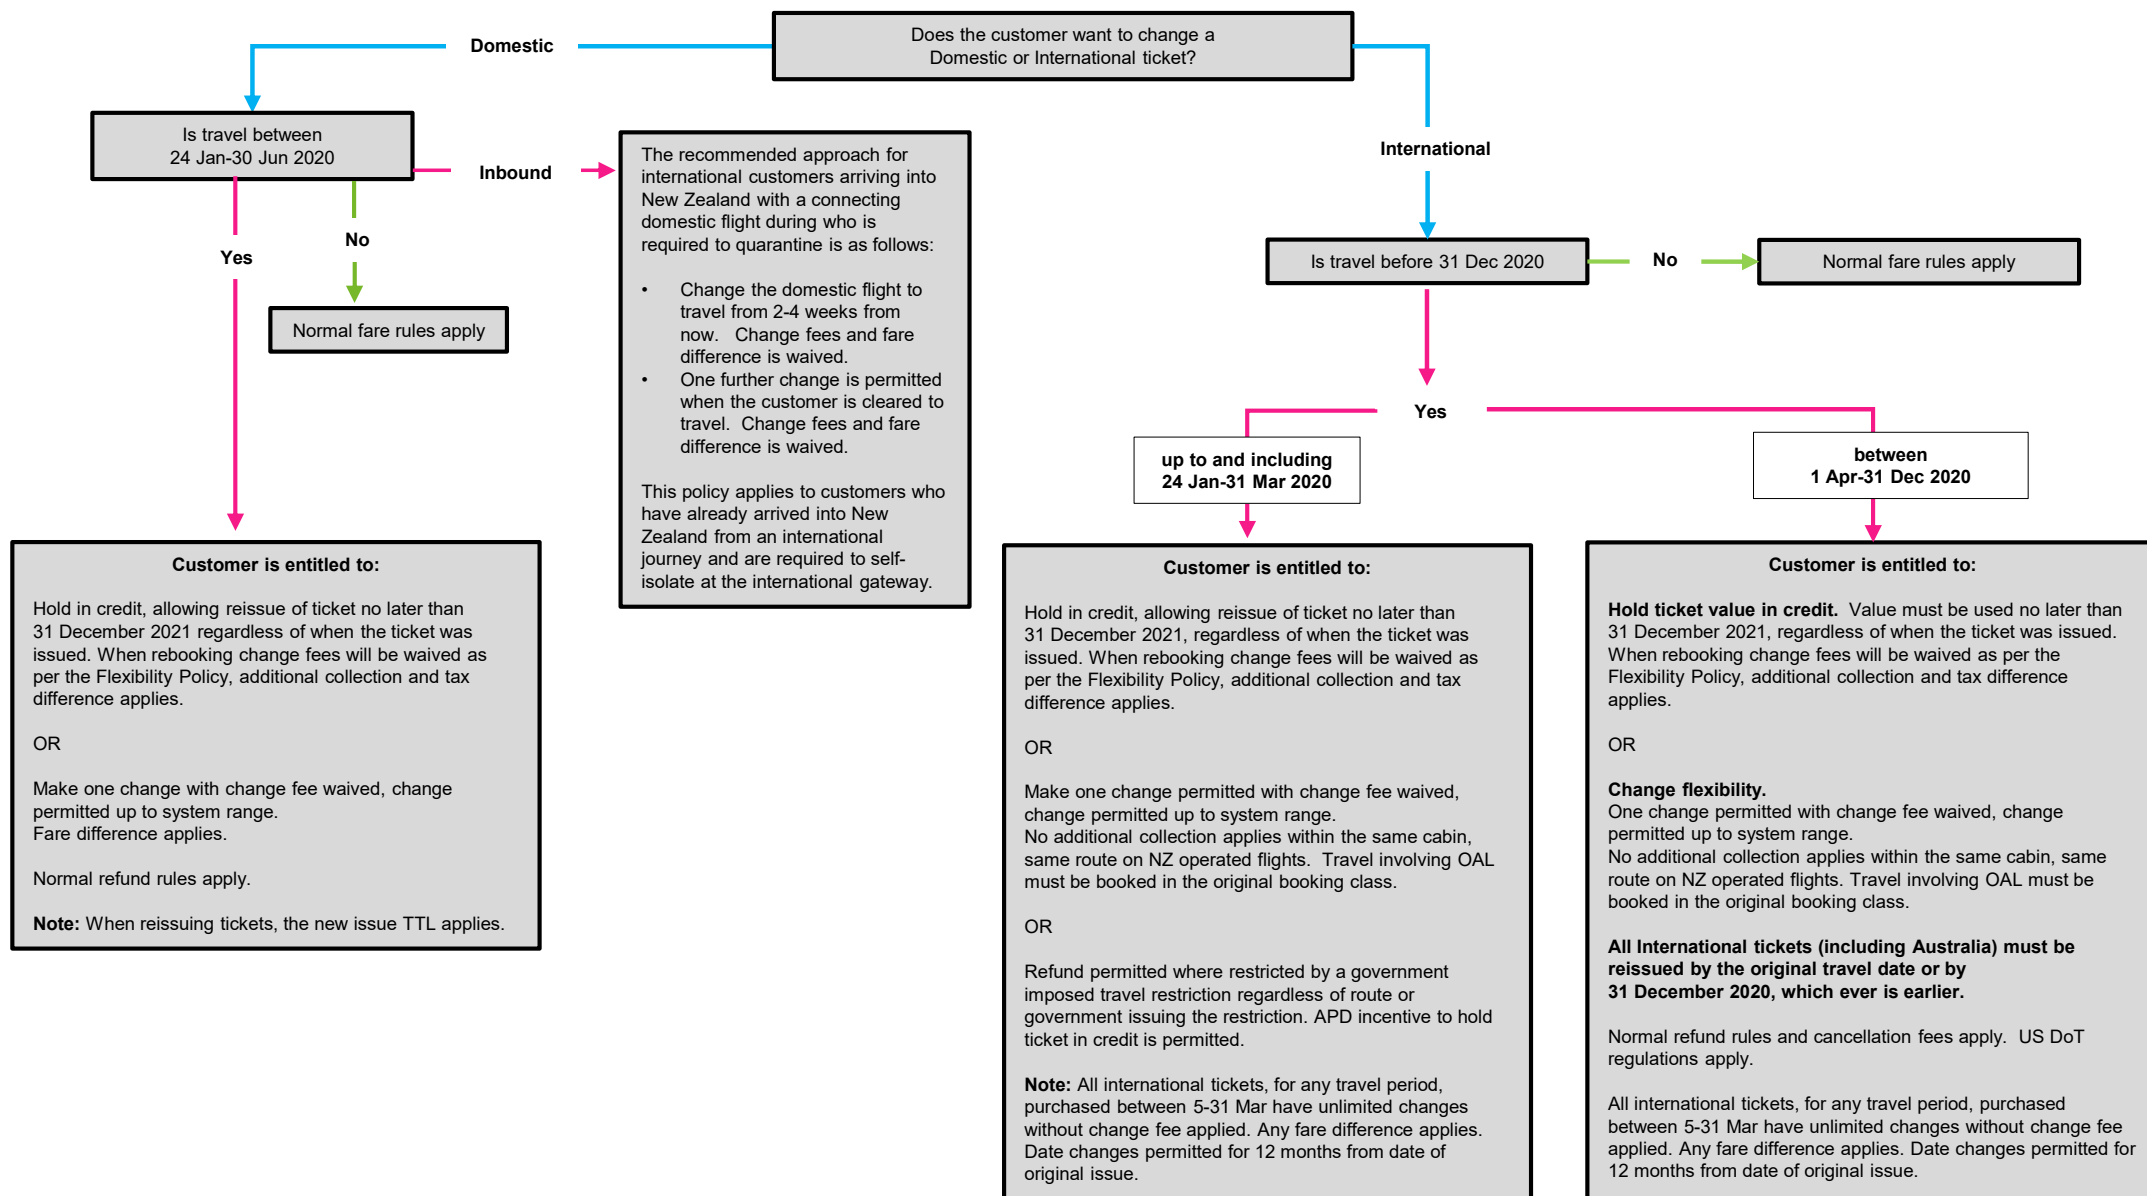 Does the customer want to change a
Domestic or International ticket?
Domestic
Is travel between
24 Jan-30 Jun 2020
Inbound
Yes
No
Normal fare rules apply
The recommended approach for
international customers arriving into
New Zealand with a connecting
domestic flight during who is
required to quarantine is as follows:
• Change the domestic flight to
travel from 2-4 weeks from
now. Change fees and fare
difference is waived.
• One further change is permitted
when the customer is cleared to
travel. Change fees and fare
difference is waived.
This policy applies to customers who
have already arrived into New
Zealand from an international
journey and are required to self-
isolate at the international gateway.
Customer is entitled to:
Hold in credit, allowing reissue of ticket no later than
31 December 2021 regardless of when the ticket was
issued. When rebooking change fees will be waived as
per the Flexibility Policy, additional collection and tax
difference applies.
OR
Make one change with change fee waived, change
permitted up to system range.
Fare difference applies.
Normal refund rules apply.
Note: When reissuing tickets, the new issue TTL applies.
International
Is travel before 31 Dec 2020
No
Normal fare rules apply
Yes
up to and including
24 Jan-31 Mar 2020
between
1 Apr-31 Dec 2020
Customer is entitled to:
Hold in credit, allowing reissue of ticket no later than
31 December 2021, regardless of when the ticket was
issued. When rebooking change fees will be waived as
per the Flexibility Policy, additional collection and tax
difference applies.
OR
Make one change permitted with change fee waived,
change permitted up to system range.
No additional collection applies within the same cabin,
same route on NZ operated flights. Travel involving OAL
must be booked in the original booking class.
OR
Refund permitted where restricted by a government
imposed travel restriction regardless of route or
government issuing the restriction. APD incentive to hold
ticket in credit is permitted.
Note: All international tickets, for any travel period,
purchased between 5-31 Mar have unlimited changes
without change fee applied. Any fare difference applies.
Date changes permitted for 12 months from date of
original issue.
Customer is entitled to:
Hold ticket value in credit. Value must be used no later than
31 December 2021, regardless of when the ticket was issued.
When rebooking change fees will be waived as per the
Flexibility Policy, additional collection and tax difference
applies.
OR
Change flexibility.
One change permitted with change fee waived, change
permitted up to system range.
No additional collection applies within the same cabin, same
route on NZ operated flights. Travel involving OAL must be
booked in the original booking class.
All International tickets (including Australia) must be
reissued by the original travel date or by
31 December 2020, which ever is earlier.
Normal refund rules and cancellation fees apply. US DoT
regulations apply.
All international tickets, for any travel period, purchased
between 5-31 Mar have unlimited changes without change fee
applied. Any fare difference applies. Date changes permitted for
12 months from date of original issue.